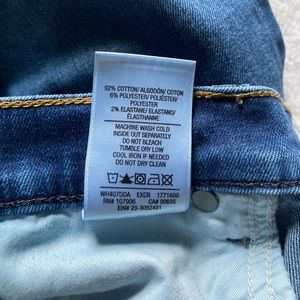 92% COTTON/ALGODÓN/COTON
6% POLYESTER/POLIÉSTER/
POLYESTER
2% ELASTANE/ELASTANO/
ÉLASTHANNE
MACHINE WASH COLD
INSIDE OUT SEPARATELY
DO NOT BLEACH
TUMBLE DRY LOW
COOL IRON IF NEEDED
DO NOT DRY CLEAN
WH407DDA EXCR 1771600
RN# 107906 CA# 00635
EIN# 20-3082491